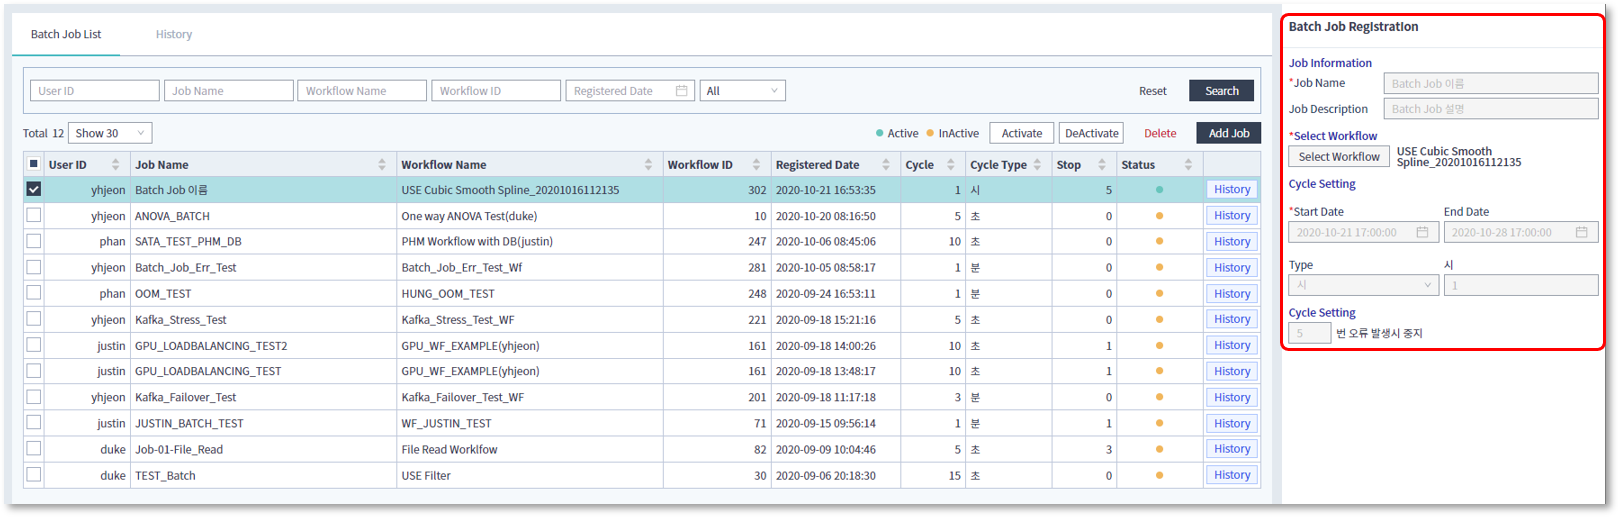 Batch Job List History
User ID Job Name Workflow Name Workflow ID Registered Date All Reset Search
Total 12 Show 30 Active InActive Activate DeActivate Delete Add Job
User ID Job Name Workflow Name Workflow ID Registered Date Cycle Cycle Type Stop Status
yhjeon Batch Job 이름 USE Cubic Smooth Spline_20201016112135 302 2020-10-21 16:53:35 1 시 5 History
yhjeon ANOVA_BATCH One way ANOVA Test(duke) 10 2020-10-20 08:16:50 5 초 0 History
phan SATA_TEST_PHM_DB PHM Workflow with DB(justin) 247 2020-10-06 08:45:06 10 초 0 History
yhjeon Batch_Job_Err_Test Batch_Job_Err_Test_Wf 281 2020-10-05 08:58:17 1 분 0 History
phan OOM_TEST HUNG_OOM_TEST 248 2020-09-24 16:53:11 1 분 0 History
yhjeon Kafka_Stress_Test Kafka_Stress_Test_WF 221 2020-09-18 15:21:16 5 초 0 History
justin GPU_LOADBALANCING_TEST2 GPU_WF_EXAMPLE(yhjeon) 161 2020-09-18 14:00:26 10 초 1 History
justin GPU_LOADBALANCING_TEST GPU_WF_EXAMPLE(yhjeon) 161 2020-09-18 13:48:17 10 초 1 History
yhjeon Kafka_Failover_Test Kafka_Failover_Test_WF 201 2020-09-18 11:17:18 3 분 0 History
justin JUSTIN_BATCH_TEST WF_JUSTIN_TEST 71 2020-09-15 09:56:14 1 분 1 History
duke Job-01-File_Read File Read Worklfow 82 2020-09-09 10:04:46 5 초 3 History
duke TEST_Batch USE Filter 30 2020-09-06 20:18:30 15 초 0 History
Batch Job Registration
Job Information
*Job Name Batch Job 이름
Job Description Batch Job 설명
*Select Workflow
Select Workflow USE Cubic Smooth
Spline_20201016112135
Cycle Setting
*Start Date End Date
2020-10-21 17:00:00 2020-10-28 17:00:00
Type 시
시 1
Cycle Setting
5 번 오류 발생시 중지